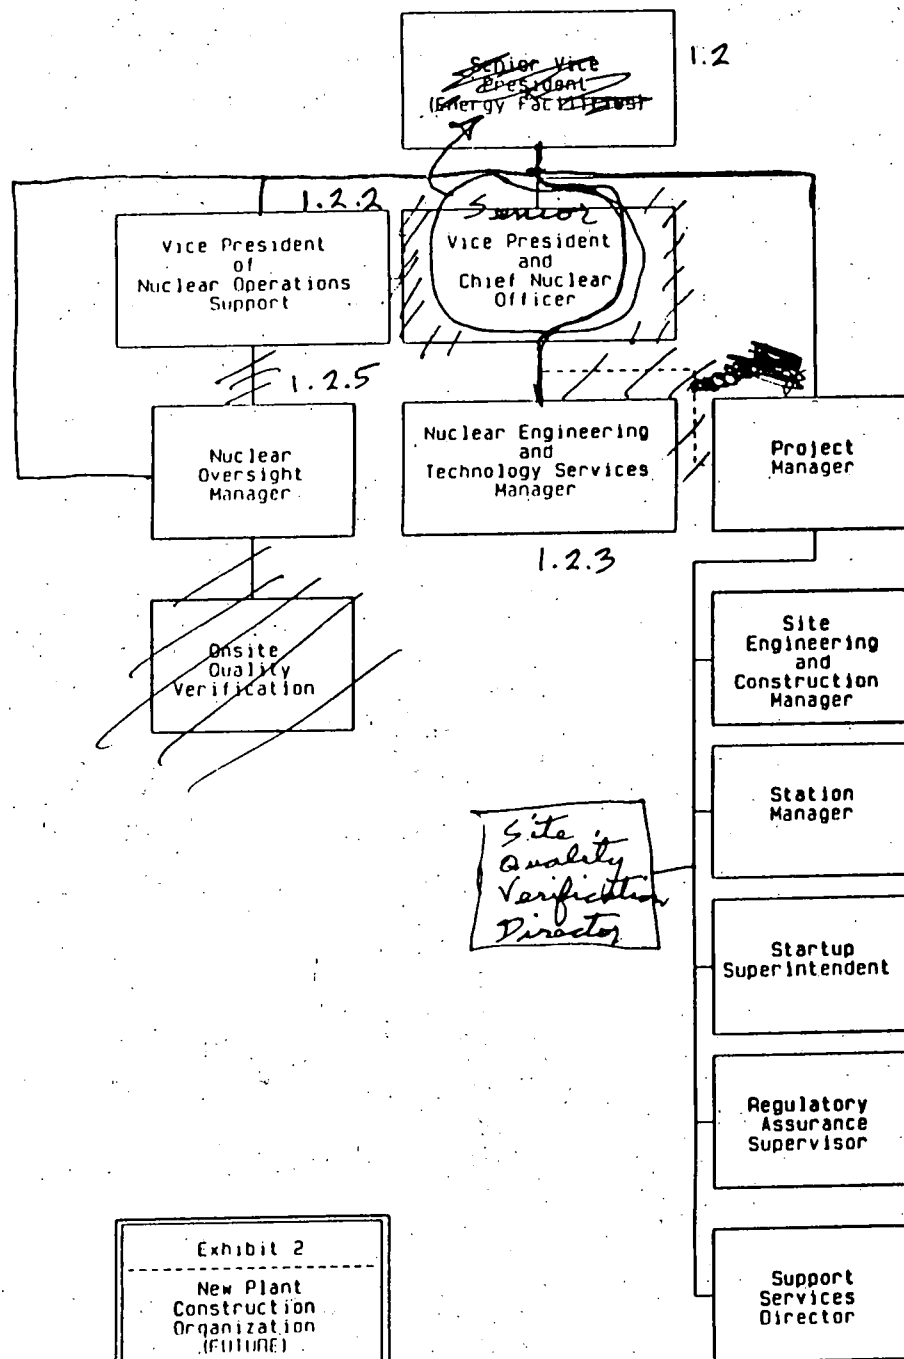 Senior Vice
President
(Energy Facilities)
1.2
1.2.2
Vice President
of
Nuclear Operations
Support
Senior
Vice President
and
Chief Nuclear
Officer
1.2.5
Nuclear
Oversight
Manager
Nuclear Engineering
and
Technology Services
Manager
1.2.3
Project
Manager
Onsite
Quality
Verification
Site
Engineering
and
Construction
Manager
Station
Manager
Site
Quality
Verification
Director
Startup
Superintendent
Regulatory
Assurance
Supervisor
Support
Services
Director
Exhibit 2
New Plant
Construction
Organization
(FUTURE)